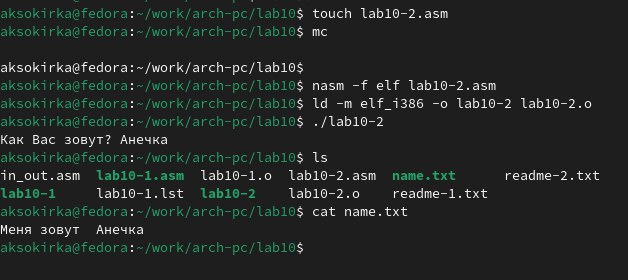 aksokirka@fedora:~/work/arch-pc/lab10$ touch lab10-2.asm
aksokirka@fedora:~/work/arch-pc/lab10$ mc
aksokirka@fedora:~/work/arch-pc/lab10$
aksokirka@fedora:~/work/arch-pc/lab10$ nasm -f elf lab10-2.asm
aksokirka@fedora:~/work/arch-pc/lab10$ ld -m elf_i386 -o lab10-2 lab10-2.o
aksokirka@fedora:~/work/arch-pc/lab10$ ./lab10-2
Как Вас зовут? Анечка
aksokirka@fedora:~/work/arch-pc/lab10$ ls
in_out.asm  lab10-1.asm  lab10-1.o  lab10-2.asm  name.txt  readme-2.txt
lab10-1  lab10-1.lst  lab10-2  lab10-2.o  readme-1.txt
aksokirka@fedora:~/work/arch-pc/lab10$ cat name.txt
Меня зовут  Анечка
aksokirka@fedora:~/work/arch-pc/lab10$